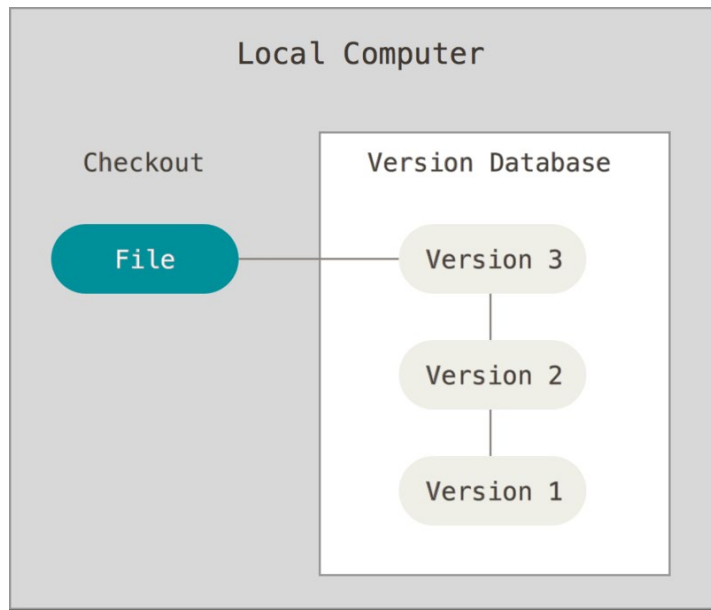 Local Computer
Checkout
Version Database
File
Version 3
Version 2
Version 1